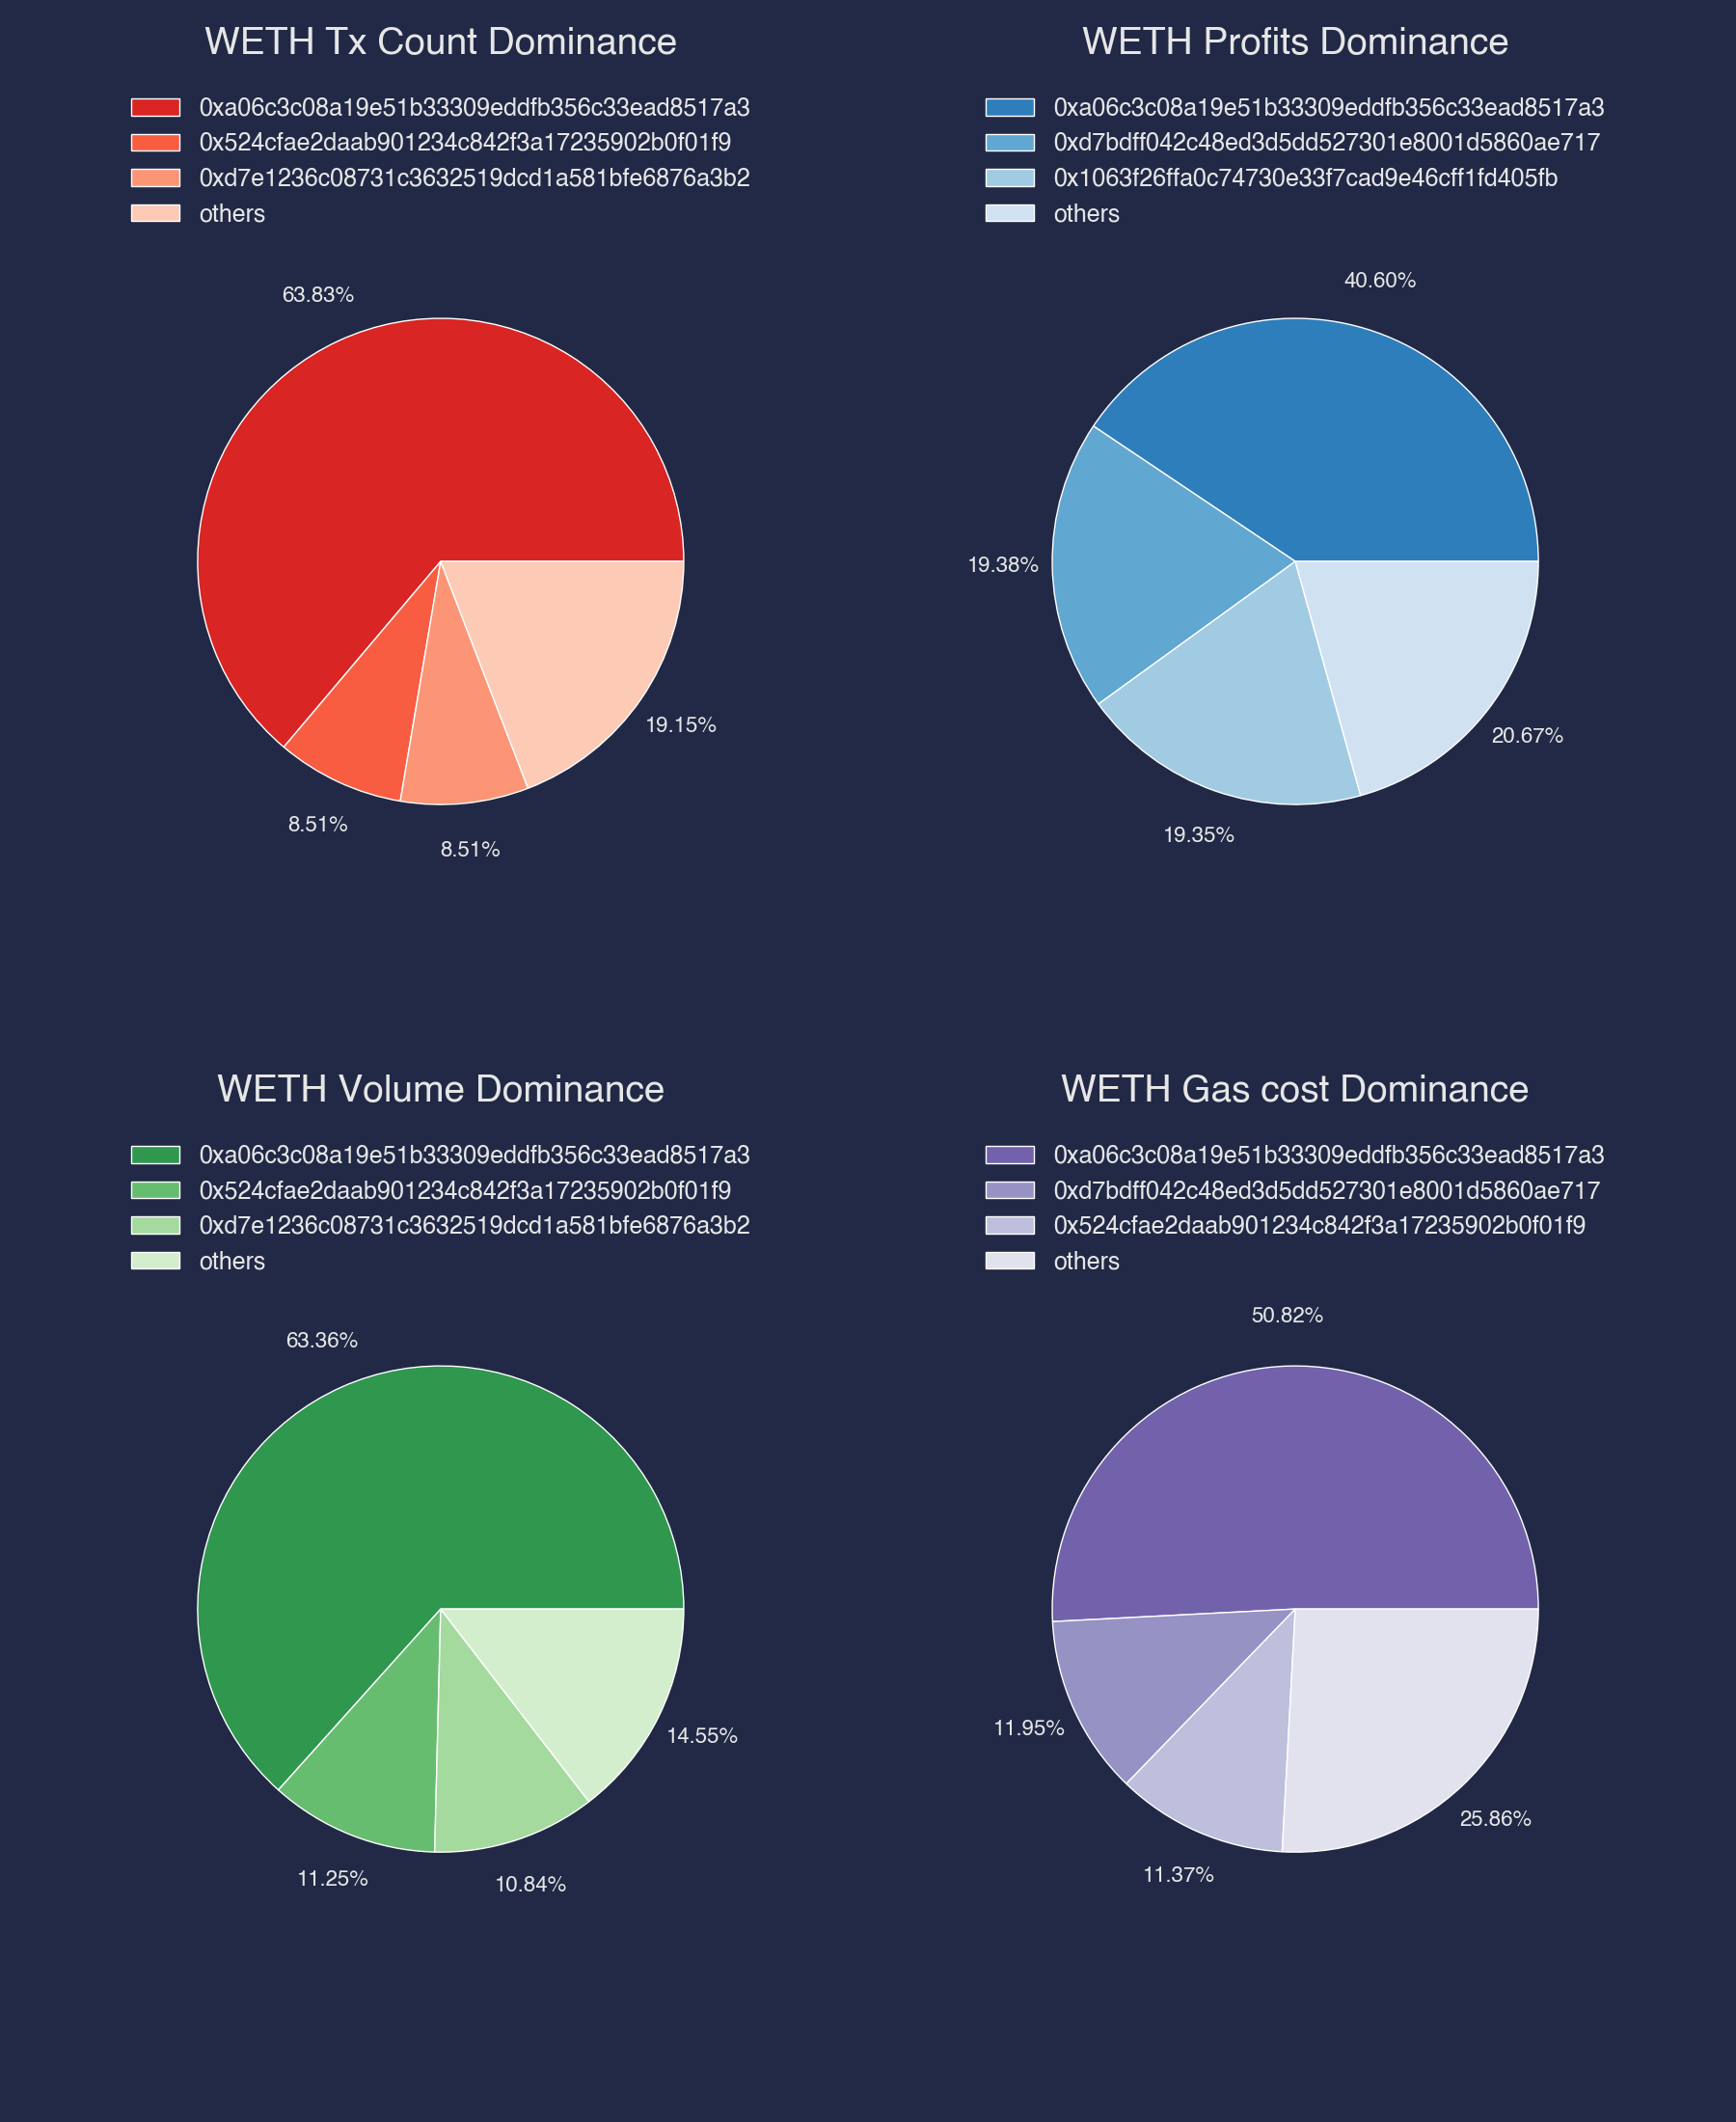 WETH Tx Count Dominance
0xa06c3c08a19e51b33309eddfb356c33ead8517a3
0x524cfae2daab901234c842f3a17235902b0f01f9
0xd7e1236c08731c3632519dcd1a581bfe6876a3b2
others
63.83%
19.15%
8.51%
8.51%
WETH Profits Dominance
0xa06c3c08a19e51b33309eddfb356c33ead8517a3
0xd7bdff042c48ed3d5dd527301e8001d5860ae717
0x1063f26ffa0c74730e33f7cad9e46cff1fd405fb
others
40.60%
19.38%
20.67%
19.35%
WETH Volume Dominance
0xa06c3c08a19e51b33309eddfb356c33ead8517a3
0x524cfae2daab901234c842f3a17235902b0f01f9
0xd7e1236c08731c3632519dcd1a581bfe6876a3b2
others
63.36%
14.55%
11.25%
10.84%
WETH Gas cost Dominance
0xa06c3c08a19e51b33309eddfb356c33ead8517a3
0xd7bdff042c48ed3d5dd527301e8001d5860ae717
0x524cfae2daab901234c842f3a17235902b0f01f9
others
50.82%
11.95%
25.86%
11.37%